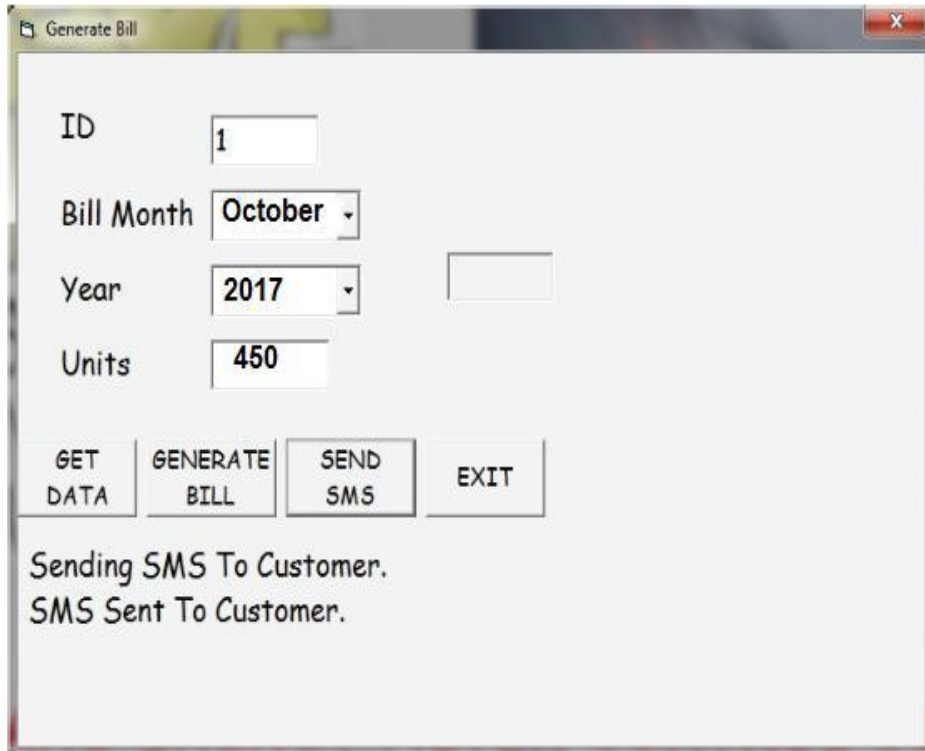 Generate Bill
X
ID 1
Bill Month October
Year 2017
Units 450
GET DATA
GENERATE BILL
SEND SMS
EXIT
Sending SMS To Customer.
SMS Sent To Customer.